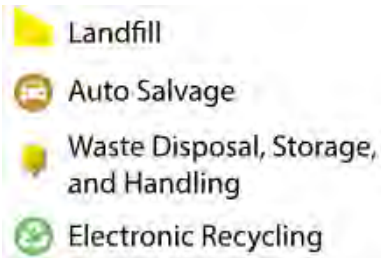 Landfill
Auto Salvage
Waste Disposal, Storage,
and Handling
Electronic Recycling